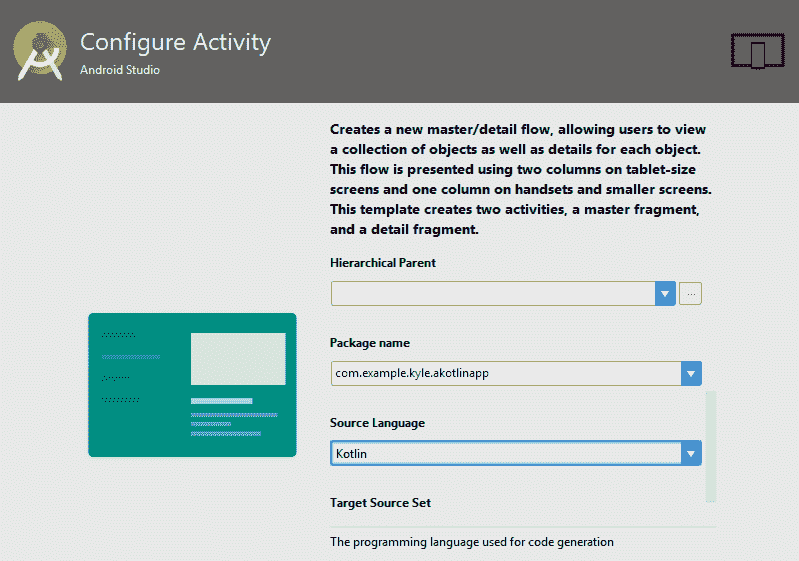 Configure Activity
Android Studio
Creates a new master/detail flow, allowing users to view
a collection of objects as well as details for each object.
This flow is presented using two columns on tablet-size
screens and one column on handsets and smaller screens.
This template creates two activities, a master fragment,
and a detail fragment.
Hierarchical Parent
...
Package name
com.example.kyle.akotlinapp
Source Language
Kotlin
Target Source Set
The programming language used for code generation